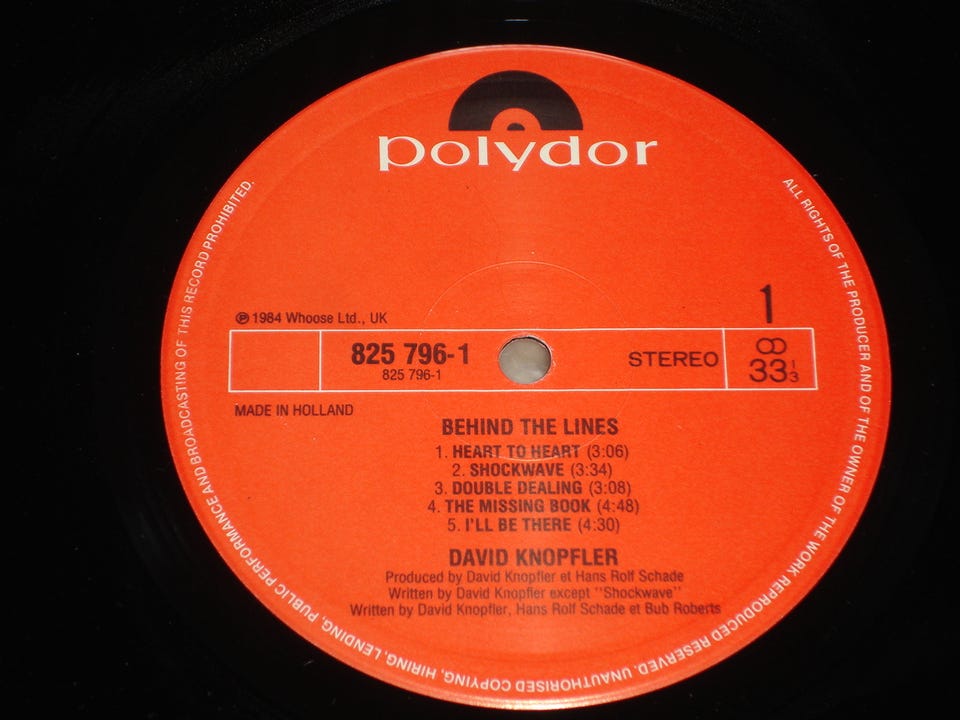 polydor
ALL RIGHTS OF THE PRODUCER AND OF THE OWNER OF THE WORK REPRODUCED RESERVED. UNAUTHORISED COPYING, HIRING, LENDING, PUBLIC PERFORMANCE AND BROADCASTING OF THIS RECORD PROHIBITED.
1
℗ 1984 Whoose Ltd., UK
825 796-1
825 796-1
STEREO
33 1/3
MADE IN HOLLAND
BEHIND THE LINES
1. HEART TO HEART (3:06)
2. SHOCKWAVE (3:34)
3. DOUBLE DEALING (3:08)
4. THE MISSING BOOK (4:48)
5. I'LL BE THERE (4:30)
DAVID KNOPFLER
Produced by David Knopfler et Hans Rolf Schade
Written by David Knopfler except "Shockwave"
Written by David Knopfler, Hans Rolf Schade et Bub Roberts